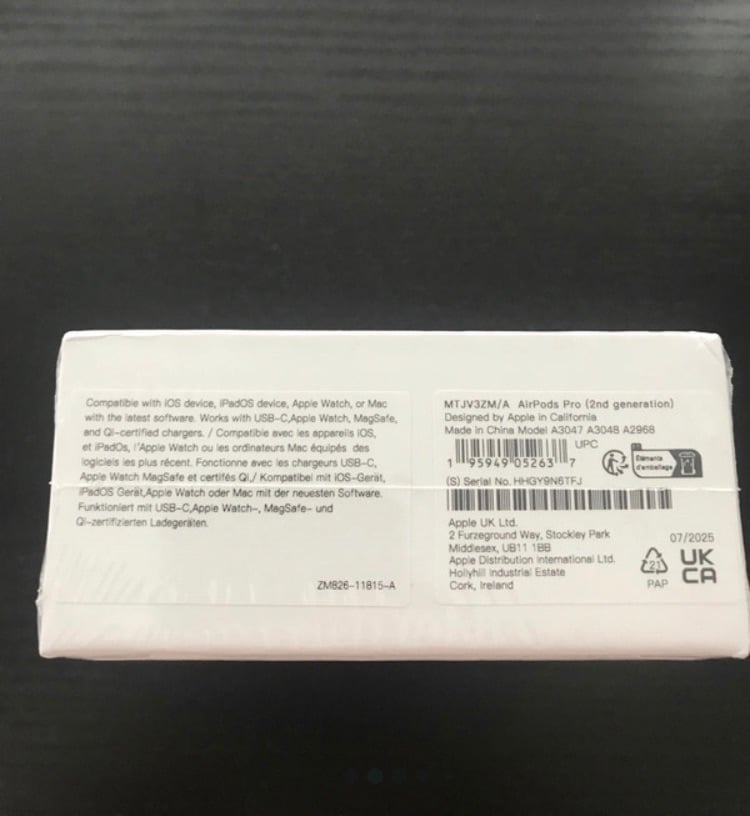 Compatible with iOS device, iPadOS device, Apple Watch, or Mac
with the latest software. Works with USB-C,Apple Watch, MagSafe,
and Qi-certified chargers. / Compatible avec les appareils iOS,
et iPadOs, l'Apple Watch ou les ordinateurs Mac équipés des
logiciels les plus récent. Fonctionne avec les chargeurs USB-C,
Apple Watch MagSafe et certifés Qi,/ Kompatibel mit iOS-Gerät,
iPadOS Gerät,Apple Watch oder Mac mit der neuesten Software.
Funktioniert mit USB-C,Apple Watch-, MagSafe- und
Qi-zertifizierten Ladegeräten.
ZM826-11815-A
MTJV3ZM/A AirPods Pro (2nd generation)
Designed by Apple in California
Made in China Model A3047 A3048 A2968
UPC
1 95949 05263 7
Éléments
d'emballage
(S) Serial No. HHGY9N6TFJ
Apple UK Ltd.
2 Furzeground Way, Stockley Park
Middlesex, UB11 1BB
Apple Distribution International Ltd.
Hollyhill Industrial Estate
Cork, Ireland
07/2025
21
PAP
UK
CA